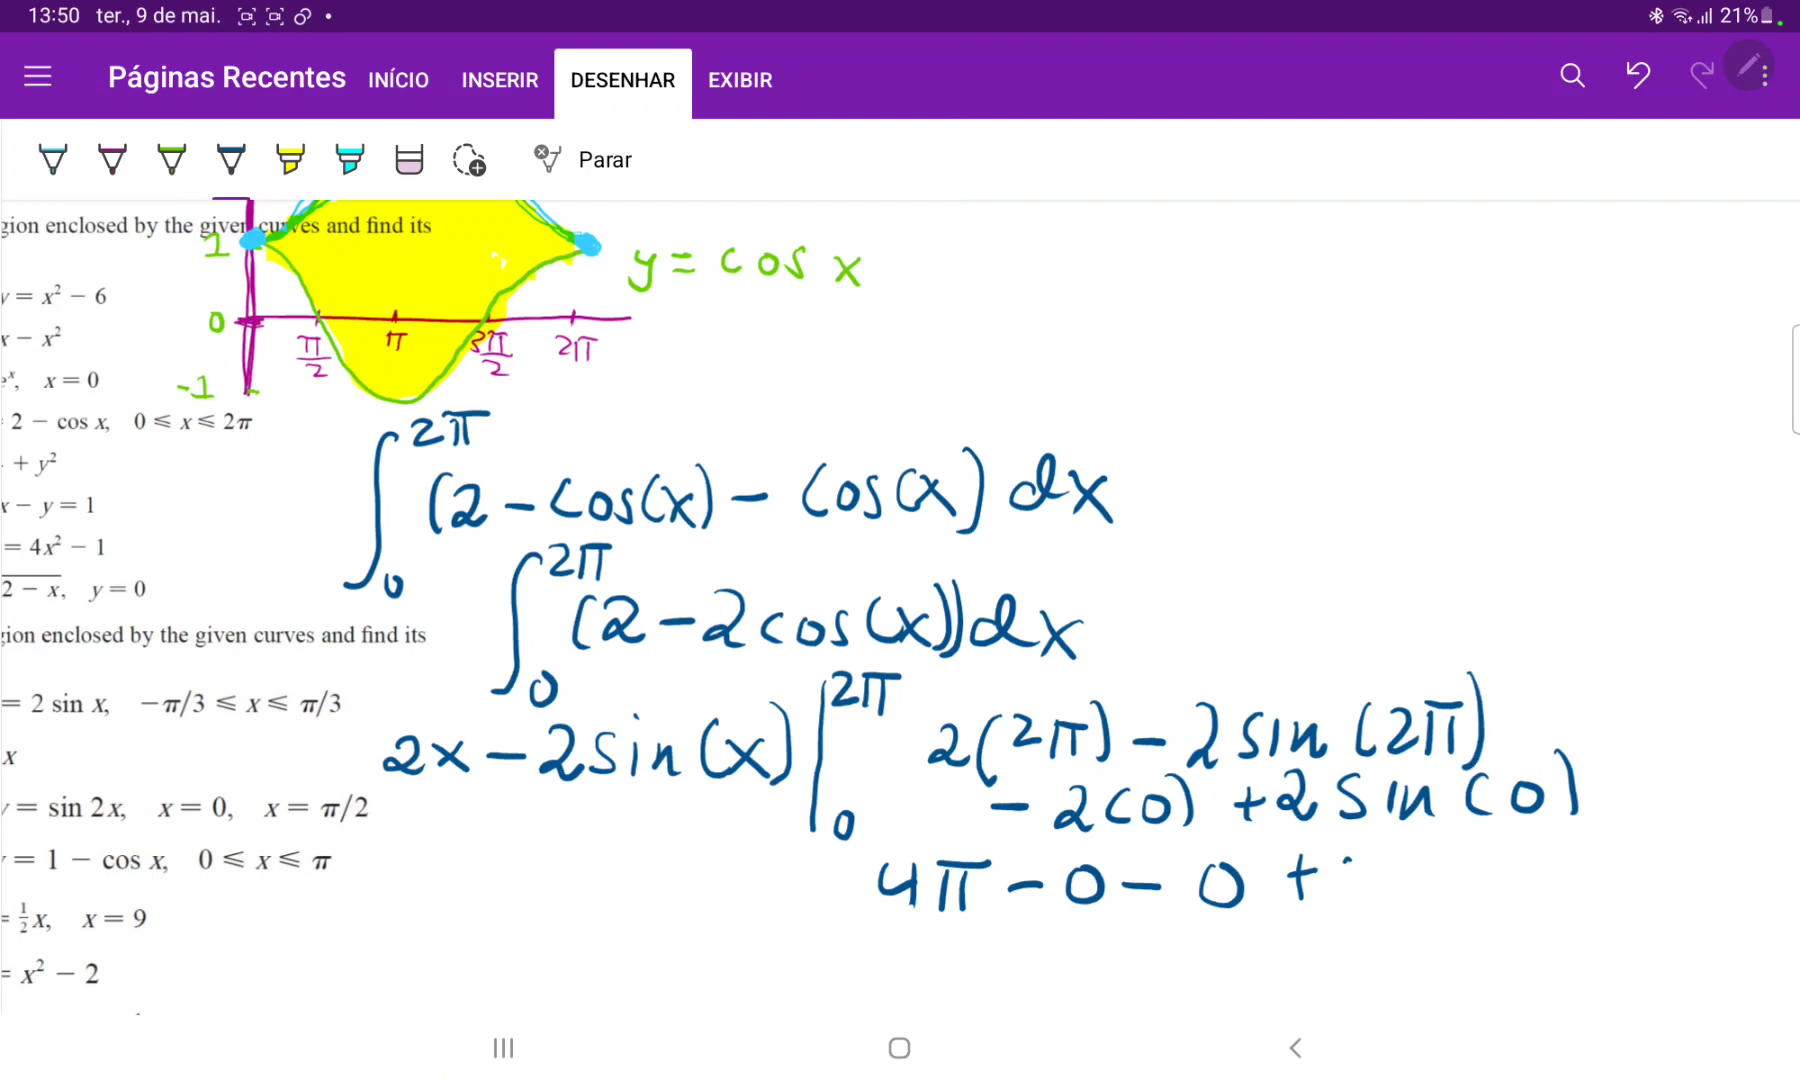 13:50 ter., 9 de mai. 21%
Páginas Recentes INÍCIO INSERIR DESENHAR EXIBIR
Parar
gion enclosed by the given curves and find its
1
y = cos x
y = x² − 6
x − x²
0
π/2 π 3π/2 2π
eˣ, x = 0
-1
2 − cos x, 0 ⩽ x ⩽ 2π
+ y²
x − y = 1
= 4x² − 1
2 − x, y = 0
∫₀^2π (2 − cos(x) − cos(x)) dx
∫₀^2π (2 − 2cos(x)) dx
gion enclosed by the given curves and find its
= 2 sin x, −π/3 ⩽ x ⩽ π/3
x
2x − 2 sin(x) |₀^2π 2(2π) − 2 sin(2π)
− 2(0) + 2 sin(0)
y = sin 2x, x = 0, x = π/2
= 1 − cos x, 0 ⩽ x ⩽ π
4π − 0 − 0 +
= ½x, x = 9
= x² − 2